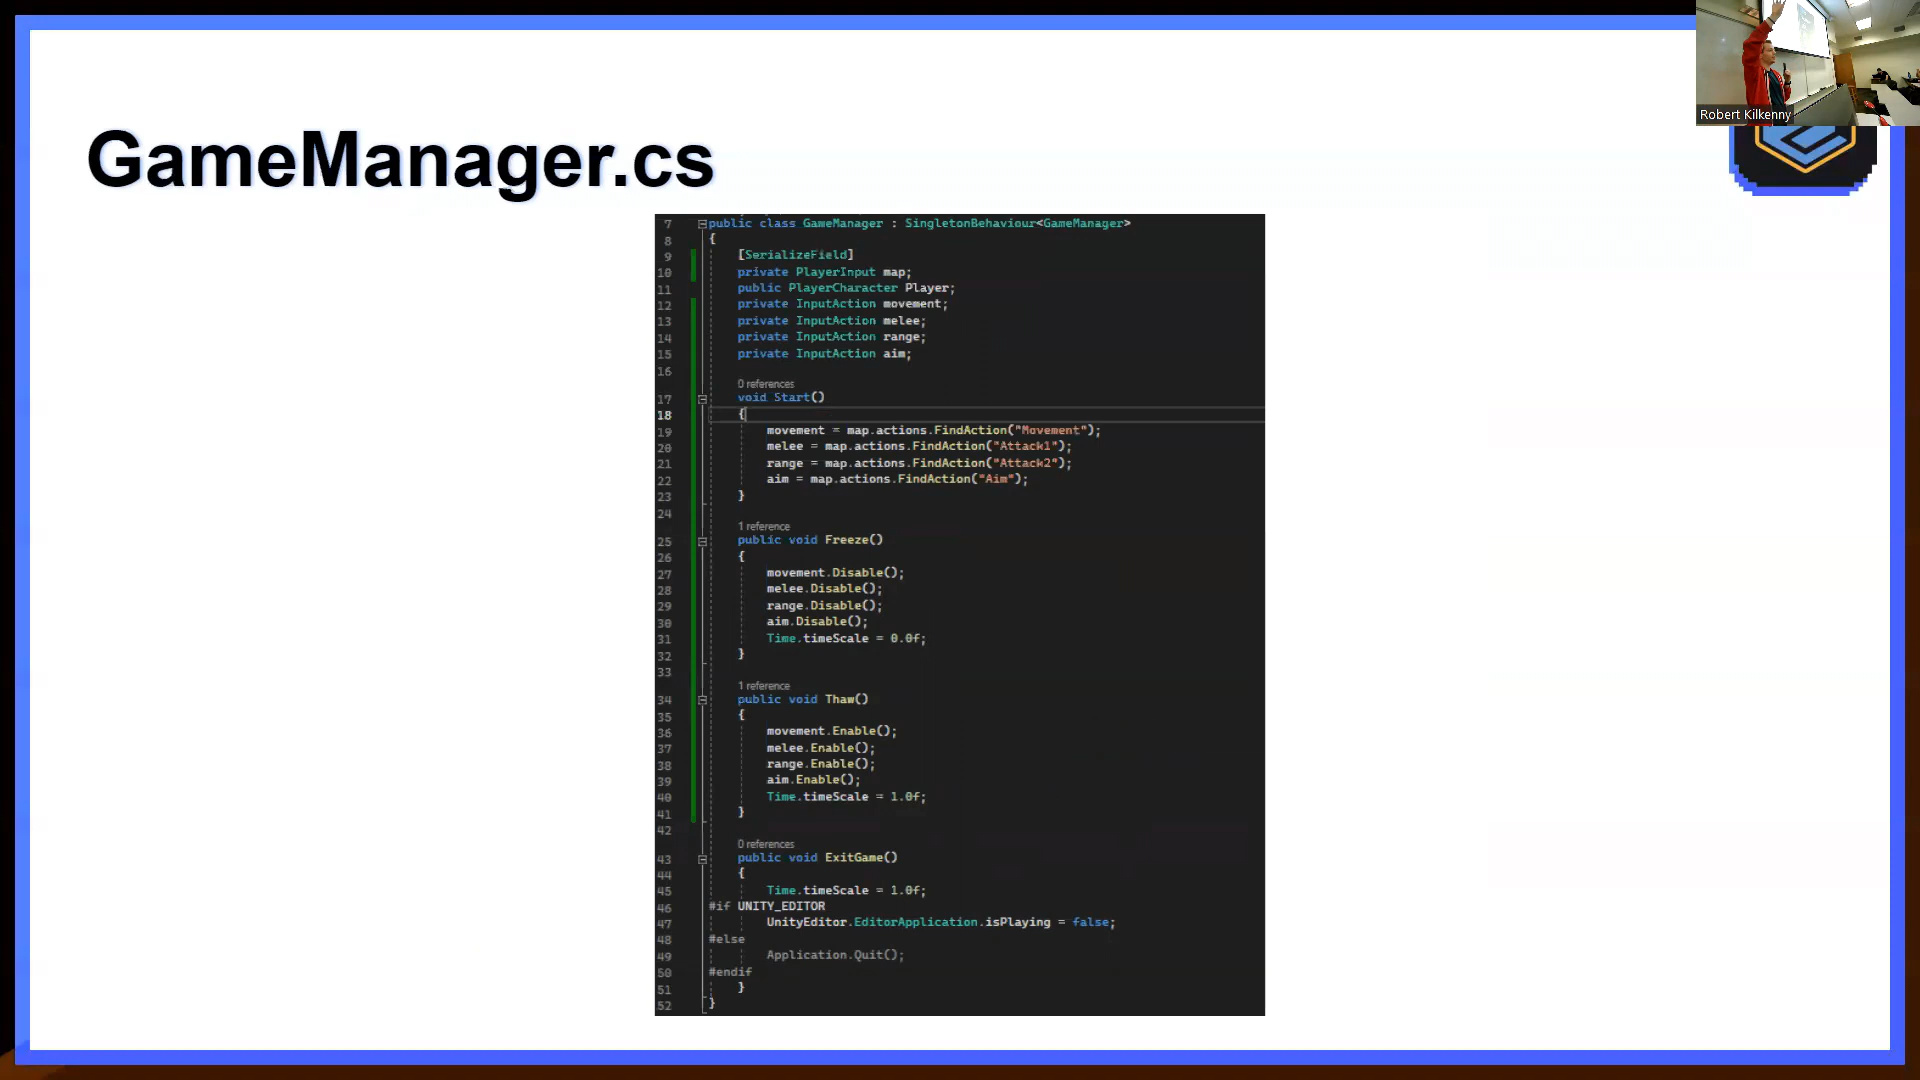 Robert Kilkenny
GameManager.cs
7 public class GameManager : SingletonBehaviour<GameManager>
8 {
9 [SerializeField]
10 private PlayerInput map;
11 public PlayerCharacter Player;
12 private InputAction movement;
13 private InputAction melee;
14 private InputAction range;
15 private InputAction aim;
16
0 references
17 void Start()
18 {
19 movement = map.actions.FindAction("Movement");
20 melee = map.actions.FindAction("Attack1");
21 range = map.actions.FindAction("Attack2");
22 aim = map.actions.FindAction("Aim");
23 }
24
1 reference
25 public void Freeze()
26 {
27 movement.Disable();
28 melee.Disable();
29 range.Disable();
30 aim.Disable();
31 Time.timeScale = 0.0f;
32 }
33
1 reference
34 public void Thaw()
35 {
36 movement.Enable();
37 melee.Enable();
38 range.Enable();
39 aim.Enable();
40 Time.timeScale = 1.0f;
41 }
42
0 references
43 public void ExitGame()
44 {
45 Time.timeScale = 1.0f;
46 #if UNITY_EDITOR
47 UnityEditor.EditorApplication.isPlaying = false;
48 #else
49 Application.Quit();
50 #endif
51 }
52 }